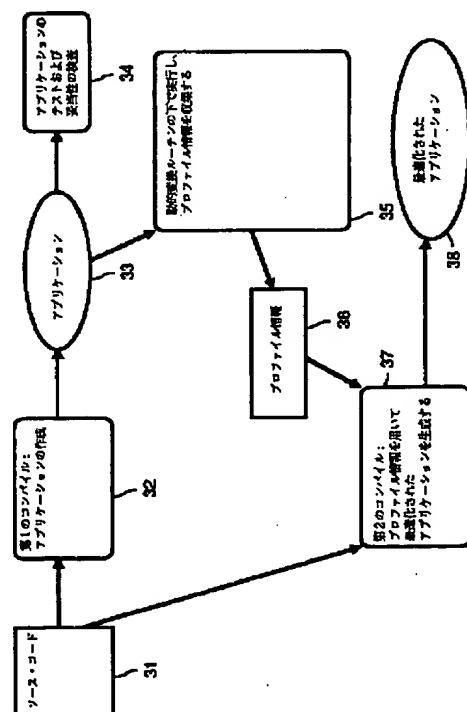 ソース・コード
31
第1のコンパイル：
アプリケーションの作成
32
アプリケーション
33
アプリケーションの
テストおよび
妥当性の検査
34
動的変換ルーチンの下で実行し、
プロファイル情報を収集する
35
プロファイル情報
36
第2のコンパイル：
プロファイル情報を用いて
最適化された
アプリケーションを生成する
37
最適化された
アプリケーション
38